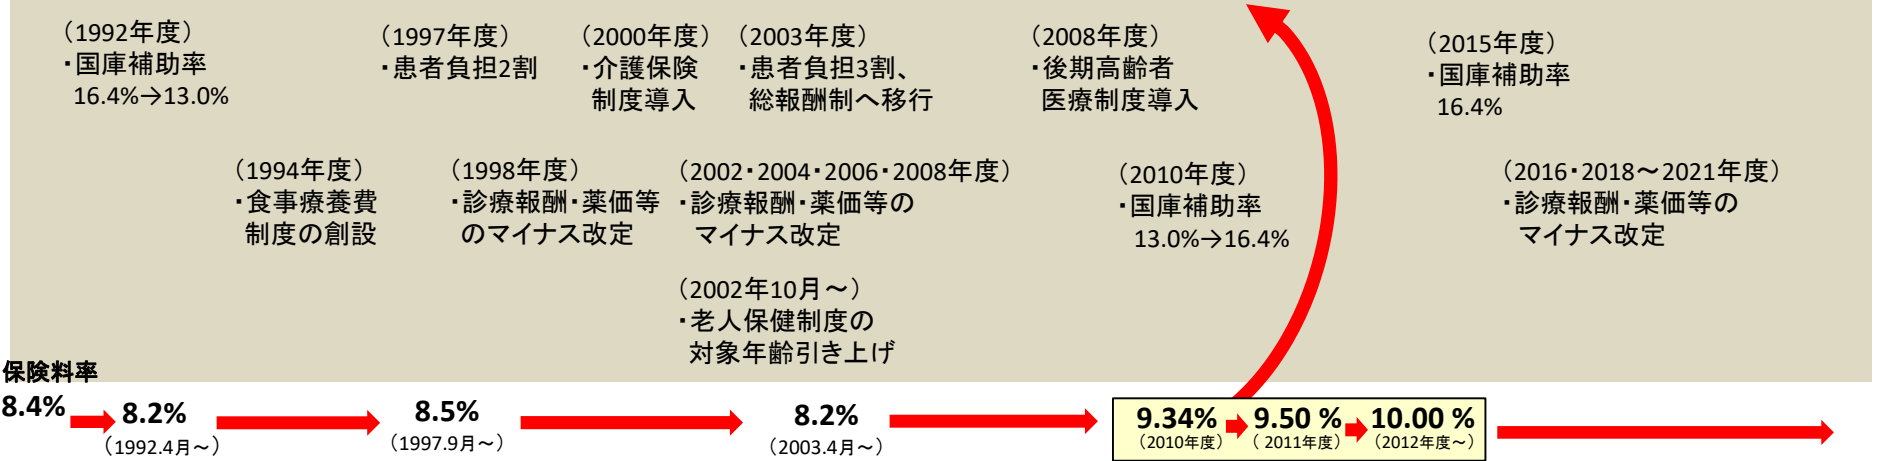 （1992年度）
・国庫補助率
16.4%→13.0%
（1997年度）
・患者負担2割
（2000年度）
・介護保険
制度導入
（2003年度）
・患者負担3割、
総報酬制へ移行
（2008年度）
・後期高齢者
医療制度導入
（2015年度）
・国庫補助率
16.4%
（1994年度）
・食事療養費
制度の創設
（1998年度）
・診療報酬・薬価等
のマイナス改定
（2002・2004・2006・2008年度）
・診療報酬・薬価等の
マイナス改定
（2010年度）
・国庫補助率
13.0%→16.4%
（2016・2018～2021年度）
・診療報酬・薬価等の
マイナス改定
（2002年10月～）
・老人保健制度の
対象年齢引き上げ
保険料率
8.4%
8.2%
（1992.4月～）
8.5%
（1997.9月～）
8.2%
（2003.4月～）
9.34%
（2010年度）
9.50 %
（ 2011年度）
10.00 %
（2012年度～）